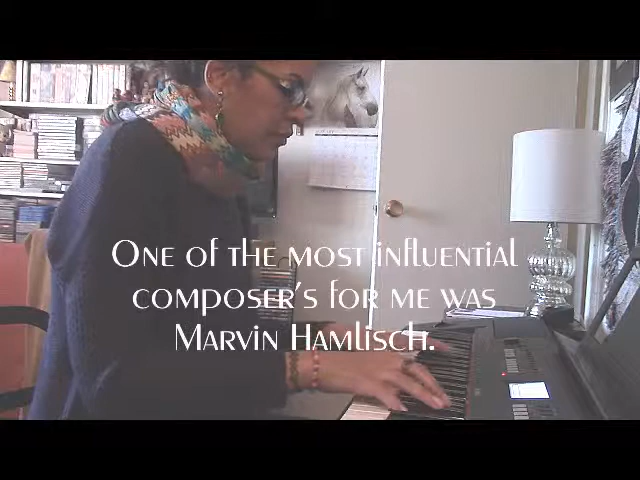 One of the most influential
composer's for me was
Marvin Hamlisch.